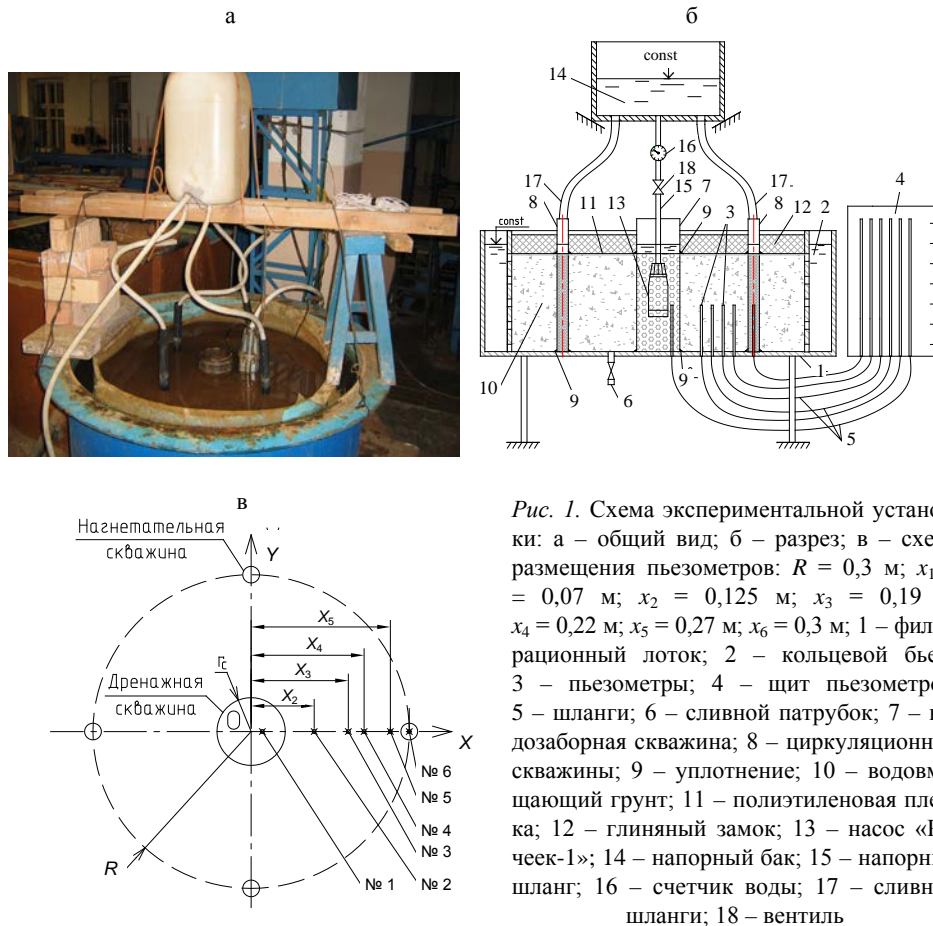 а
б
const
14
16
18
17
15
7
17
4
8
11
13
9
3
8
12
2
const
10
9
6
9
1
5
в
Нагнетательная
скважина
Y
X₅
X₄
X₃
rс
Дренажная
скважина
X₂
O
X
№ 6
№ 5
№ 4
№ 3
R
№ 1
№ 2
Рис. 1. Схема экспериментальной установ
ки: а – общий вид; б – разрез; в – схе
размещения пьезометров: R = 0,3 м; x₁
= 0,07 м; x₂ = 0,125 м; x₃ = 0,19
x₄ = 0,22 м; x₅ = 0,27 м; x₆ = 0,3 м; 1 – фил
рационный лоток; 2 – кольцевой бье
3 – пьезометры; 4 – щит пьезометро
5 – шланги; 6 – сливной патрубок; 7 –
дозаборная скважина; 8 – циркуляционн
скважины; 9 – уплотнение; 10 – водовм
щающий грунт; 11 – полиэтиленовая пле
ка; 12 – глиняный замок; 13 – насос
чеек-1»; 14 – напорный бак; 15 – напорн
шланг; 16 – счетчик воды; 17 – сливн
шланги; 18 – вентиль